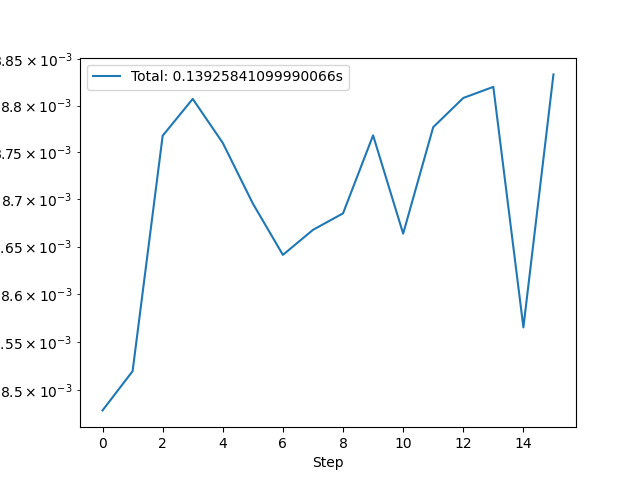 Total: 0.13925841099990066s
.85 × 10⁻³
8.8 × 10⁻³
.75 × 10⁻³
8.7 × 10⁻³
.65 × 10⁻³
8.6 × 10⁻³
.55 × 10⁻³
8.5 × 10⁻³
0 2 4 6 8 10 12 14
Step